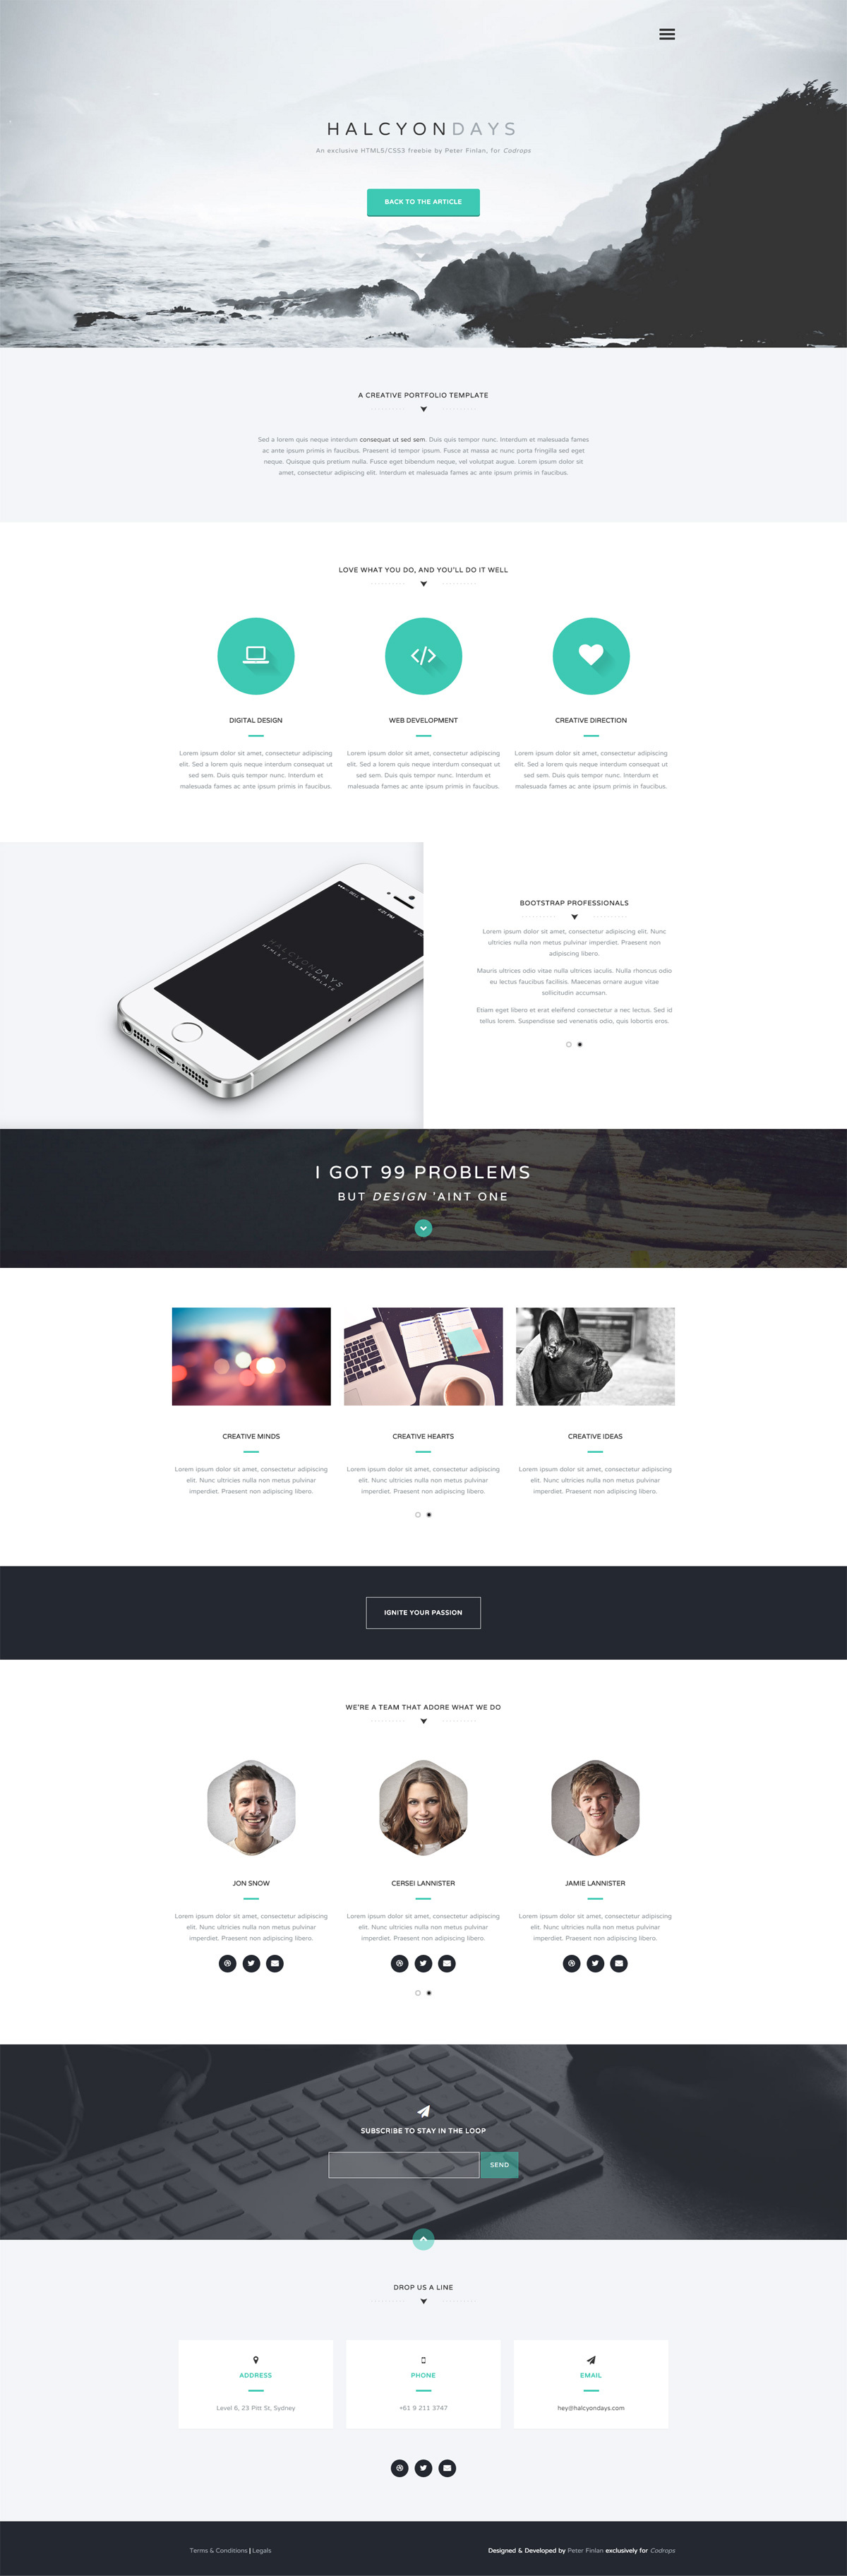 HALCYONDAYS
An exclusive HTML5/CSS3 freebie by Peter Finlan, for Codrops
BACK TO THE ARTICLE
A CREATIVE PORTFOLIO TEMPLATE
Sed a lorem quis neque interdum consequat ut sed sem. Duis quis tempor nunc. Interdum et malesuada fames
ac ante ipsum primis in faucibus. Praesent id tempor ipsum. Fusce at massa ac nunc porta fringilla sed eget
neque. Quisque quis pretium nulla. Fusce eget bibendum neque, vel volutpat augue. Lorem ipsum dolor sit
amet, consectetur adipiscing elit. Interdum et malesuada fames ac ante ipsum primis in faucibus.
LOVE WHAT YOU DO, AND YOU'LL DO IT WELL
DIGITAL DESIGN
Lorem ipsum dolor sit amet, consectetur adipiscing
elit. Sed a lorem quis neque interdum consequat ut
sed sem. Duis quis tempor nunc. Interdum et
malesuada fames ac ante ipsum primis in faucibus.
WEB DEVELOPMENT
Lorem ipsum dolor sit amet, consectetur adipiscing
elit. Sed a lorem quis neque interdum consequat ut
sed sem. Duis quis tempor nunc. Interdum et
malesuada fames ac ante ipsum primis in faucibus.
CREATIVE DIRECTION
Lorem ipsum dolor sit amet, consectetur adipiscing
elit. Sed a lorem quis neque interdum consequat ut
sed sem. Duis quis tempor nunc. Interdum et
malesuada fames ac ante ipsum primis in faucibus.
4:21 PM
HALCYONDAYS
HTML5 / CSS3 TEMPLATE
BOOTSTRAP PROFESSIONALS
Lorem ipsum dolor sit amet, consectetur adipiscing elit. Nunc
ultricies nulla non metus pulvinar imperdiet. Praesent non
adipiscing libero.
Mauris ultrices odio vitae nulla ultrices iaculis. Nulla rhoncus odio
eu lectus faucibus facilisis. Maecenas ornare augue vitae
sollicitudin accumsan.
Etiam eget libero et erat eleifend consectetur a nec lectus. Sed id
tellus lorem. Suspendisse sed venenatis odio, quis lobortis eros.
I GOT 99 PROBLEMS
BUT DESIGN 'AINT ONE
CREATIVE MINDS
Lorem ipsum dolor sit amet, consectetur adipiscing
elit. Nunc ultricies nulla non metus pulvinar
imperdiet. Praesent non adipiscing libero.
CREATIVE HEARTS
Lorem ipsum dolor sit amet, consectetur adipiscing
elit. Nunc ultricies nulla non metus pulvinar
imperdiet. Praesent non adipiscing libero.
CREATIVE IDEAS
Lorem ipsum dolor sit amet, consectetur adipiscing
elit. Nunc ultricies nulla non metus pulvinar
imperdiet. Praesent non adipiscing libero.
IGNITE YOUR PASSION
WE'RE A TEAM THAT ADORE WHAT WE DO
JON SNOW
Lorem ipsum dolor sit amet, consectetur adipiscing
elit. Nunc ultricies nulla non metus pulvinar
imperdiet. Praesent non adipiscing libero.
CERSEI LANNISTER
Lorem ipsum dolor sit amet, consectetur adipiscing
elit. Nunc ultricies nulla non metus pulvinar
imperdiet. Praesent non adipiscing libero.
JAMIE LANNISTER
Lorem ipsum dolor sit amet, consectetur adipiscing
elit. Nunc ultricies nulla non metus pulvinar
imperdiet. Praesent non adipiscing libero.
SUBSCRIBE TO STAY IN THE LOOP
SEND
DROP US A LINE
ADDRESS
Level 6, 23 Pitt St, Sydney
PHONE
+61 9 211 3747
EMAIL
hey@halcyondays.com
Terms & Conditions | Legals
Designed & Developed by Peter Finlan exclusively for Codrops